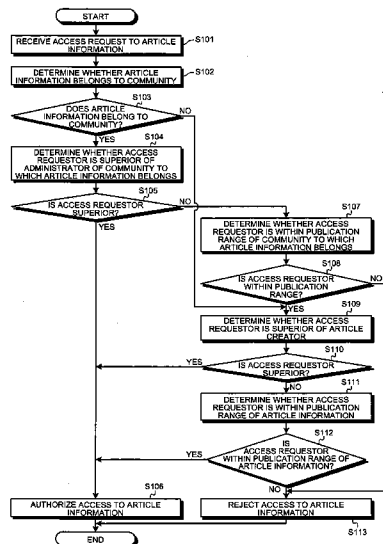 START
RECEIVE ACCESS REQUEST TO ARTICLE
INFORMATION
S101
DETERMINE WHETHER ARTICLE
INFORMATION BELONGS TO COMMUNITY
S102
DOES ARTICLE
INFORMATION BELONG TO
COMMUNITY?
S103
NO
YES
S104
DETERMINE WHETHER ACCESS
REQUESTOR IS SUPERIOR OF
ADMINISTRATOR OF COMMUNITY TO
WHICH ARTICLE INFORMATION BELONGS
S105
IS ACCESS REQUESTOR
SUPERIOR?
NO
YES
S107
DETERMINE WHETHER ACCESS
REQUESTOR IS WITHIN PUBLICATION
RANGE OF COMMUNITY TO WHICH
ARTICLE INFORMATION BELONGS
S108
IS ACCESS REQUESTOR
WITHIN PUBLICATION
RANGE?
NO
YES
S109
DETERMINE WHETHER ACCESS
REQUESTOR IS SUPERIOR OF ARTICLE
CREATOR
S110
IS ACCESS REQUESTOR
SUPERIOR?
YES
NO
S111
DETERMINE WHETHER ACCESS
REQUESTOR IS WITHIN PUBLICATION
RANGE OF ARTICLE INFORMATION
S112
IS
ACCESS REQUESTOR
WITHIN PUBLICATION RANGE OF
ARTICLE INFORMATION?
YES
NO
S106
AUTHORIZE ACCESS TO ARTICLE
INFORMATION
REJECT ACCESS TO ARTICLE
INFORMATION
S113
END